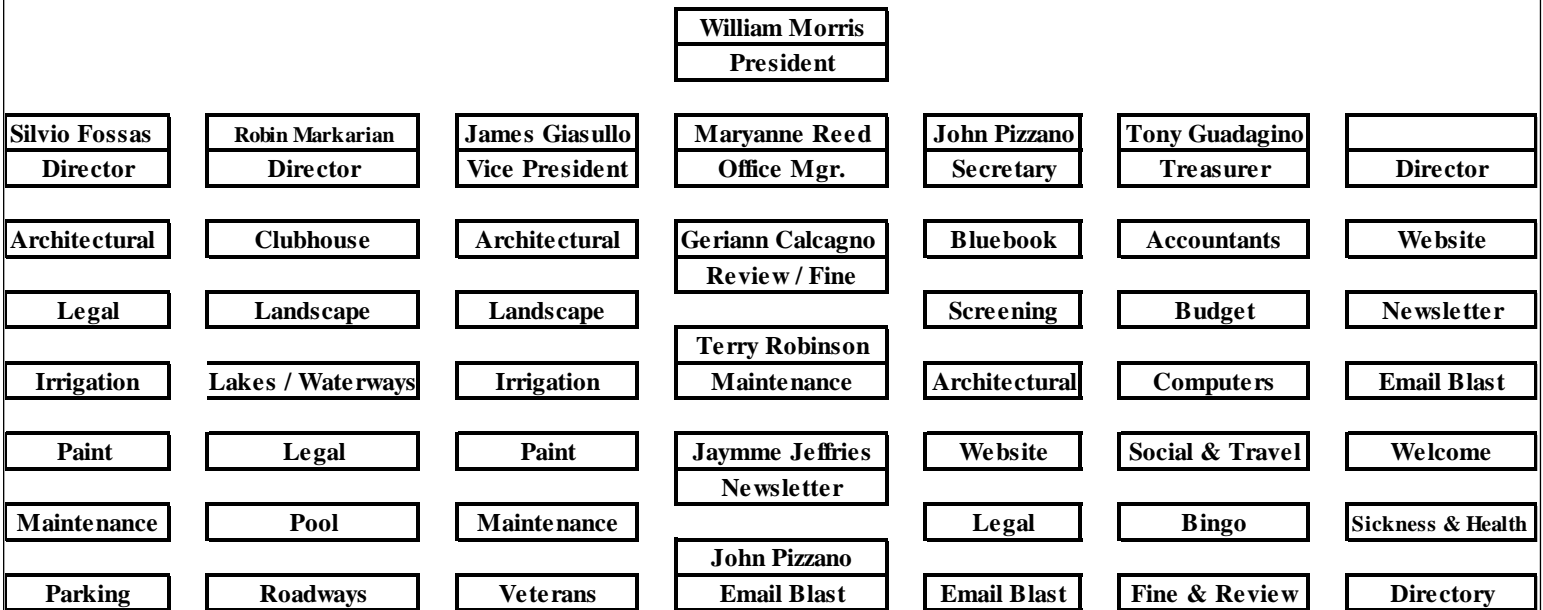 William Morris
President
Silvio Fossas
Director
Robin Markarian
Director
James Giasullo
Vice President
Maryanne Reed
Office Mgr.
John Pizzano
Secretary
Tony Guadagino
Treasurer
Director
Architectural
Clubhouse
Architectural
Geriann Calcagno
Review / Fine
Bluebook
Accountants
Website
Legal
Landscape
Landscape
Screening
Budget
Newsletter
Terry Robinson
Maintenance
Irrigation
Lakes / Waterways
Irrigation
Architectural
Computers
Email Blast
Paint
Legal
Paint
Jaymme Jeffries
Newsletter
Website
Social & Travel
Welcome
Maintenance
Pool
Maintenance
Legal
Bingo
Sickness & Health
John Pizzano
Email Blast
Parking
Roadways
Veterans
Email Blast
Fine & Review
Directory